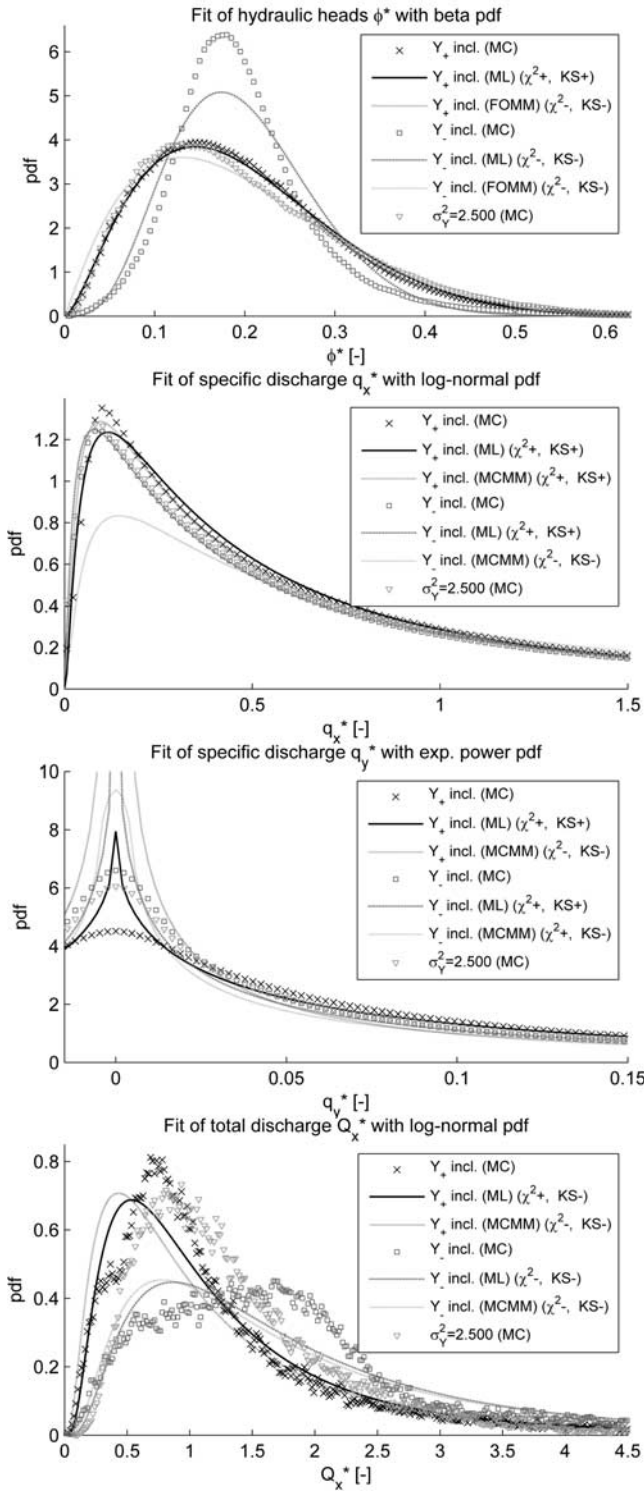 Fit of hydraulic heads ϕ* with beta pdf
pdf
6
5
4
3
2
1
0
Y₊ incl. (MC)
Y₊ incl. (ML) (χ²+, KS+)
Y₊ incl. (FOMM) (χ²-, KS-)
Y₋ incl. (MC)
Y₋ incl. (ML) (χ²-, KS-)
Y₋ incl. (FOMM) (χ²-, KS-)
σ²_Y=2.500 (MC)
0 0.1 0.2 0.3 0.4 0.5 0.6
ϕ* [-]
Fit of specific discharge qₓ* with log-normal pdf
pdf
1.2
1
0.8
0.6
0.4
0.2
0
Y₊ incl. (MC)
Y₊ incl. (ML) (χ²+, KS+)
Y₊ incl. (MCMM) (χ²+, KS+)
Y₋ incl. (MC)
Y₋ incl. (ML) (χ²+, KS+)
Y₋ incl. (MCMM) (χ²-, KS-)
σ²_Y=2.500 (MC)
0 0.5 1 1.5
qₓ* [-]
Fit of specific discharge q_y* with exp. power pdf
pdf
10
8
6
4
2
0
Y₊ incl. (MC)
Y₊ incl. (ML) (χ²+, KS+)
Y₊ incl. (MCMM) (χ²-, KS-)
Y₋ incl. (MC)
Y₋ incl. (ML) (χ²+, KS+)
Y₋ incl. (MCMM) (χ²+, KS-)
σ²_Y=2.500 (MC)
0 0.05 0.1 0.15
q_y* [-]
Fit of total discharge Qₓ* with log-normal pdf
pdf
0.8
0.6
0.4
0.2
0
Y₊ incl. (MC)
Y₊ incl. (ML) (χ²+, KS-)
Y₊ incl. (MCMM) (χ²-, KS-)
Y₋ incl. (MC)
Y₋ incl. (ML) (χ²-, KS-)
Y₋ incl. (MCMM) (χ²-, KS-)
σ²_Y=2.500 (MC)
0 0.5 1 1.5 2 2.5 3 3.5 4 4.5
Qₓ* [-]